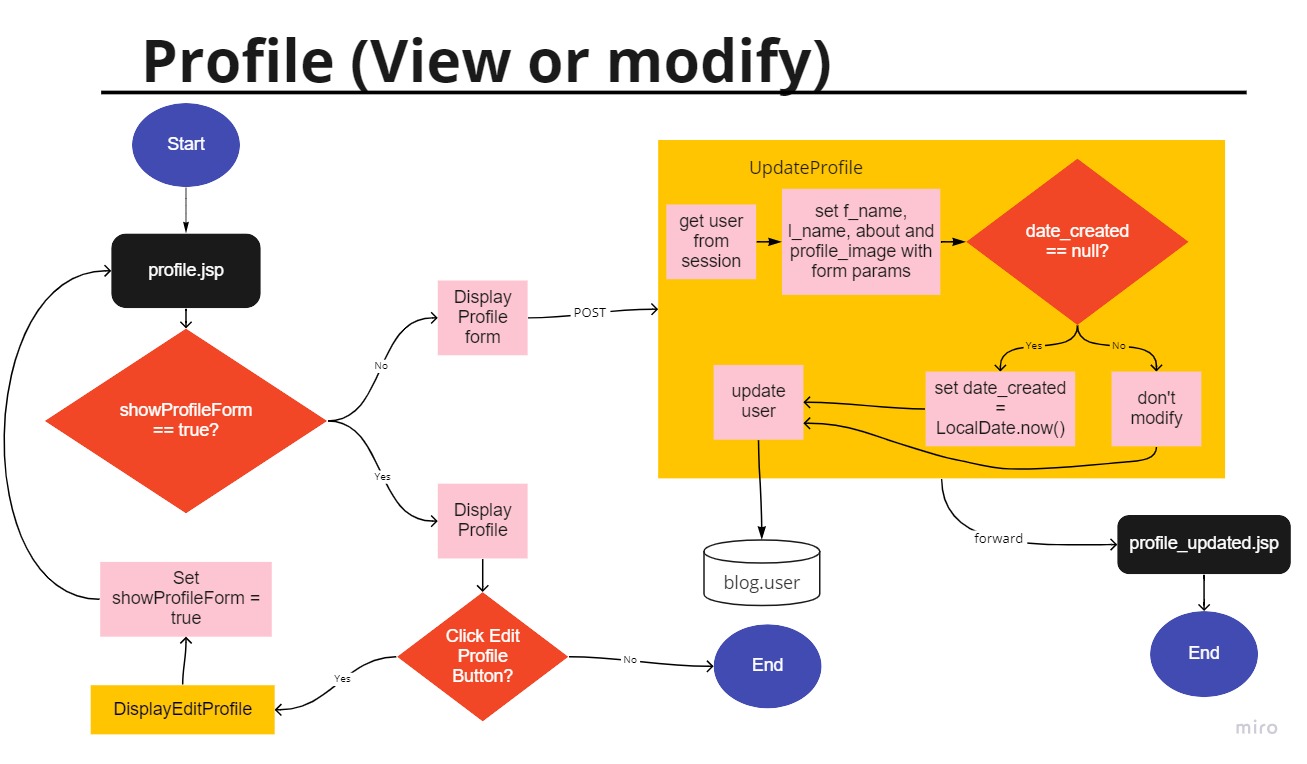 Profile (View or modify)
Start
profile.jsp
showProfileForm
== true?
No
Yes
Display
Profile
form
POST
Display
Profile
Click Edit
Profile
Button?
Yes
No
End
DisplayEditProfile
Set
showProfileForm =
true
UpdateProfile
get user
from
session
set f_name,
l_name, about and
profile_image with
form params
date_created
== null?
Yes
No
set date_created
=
LocalDate.now()
don't
modify
update
user
blog.user
forward
profile_updated.jsp
End
miro